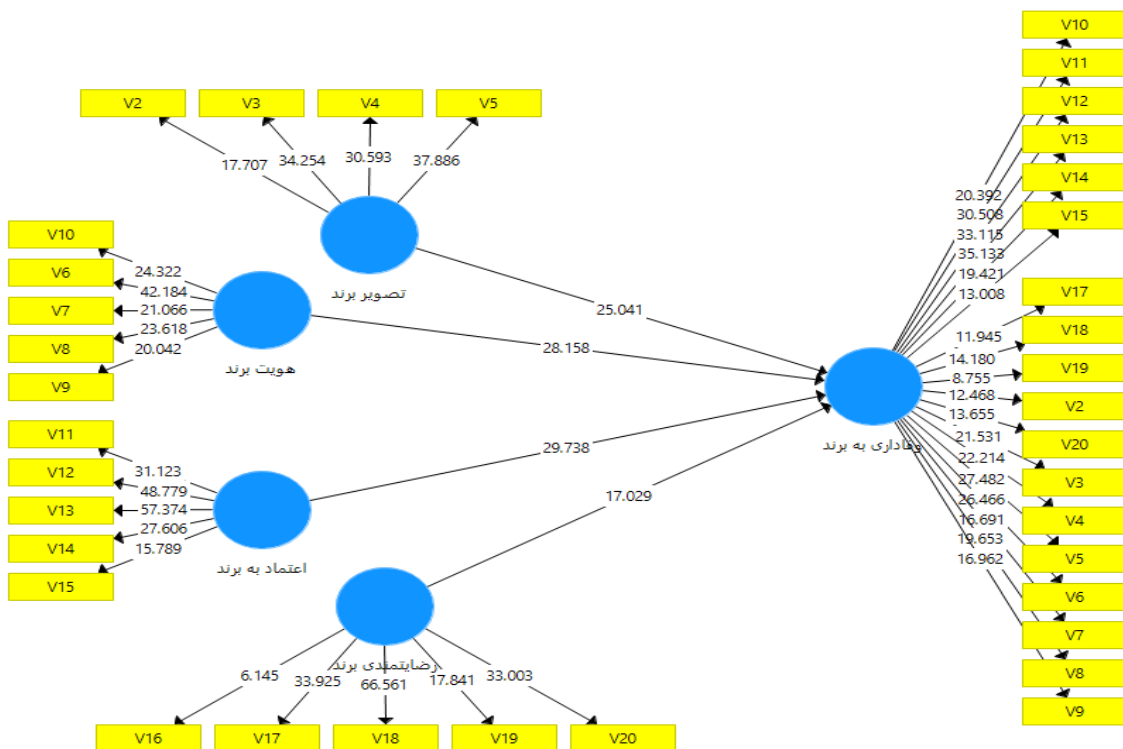 V2 V3 V4 V5
17.707 34.254 30.593 37.886
تصویر برند
V10
V6
V7
V8
V9
24.322
42.184
21.066
23.618
20.042
هویت برند
V11
V12
V13
V14
V15
31.123
48.779
57.374
27.606
15.789
اعتماد به برند
رضایتمندی برند
6.145 33.925 66.561 17.841 33.003
V16 V17 V18 V19 V20
25.041
28.158
29.738
17.029
وفاداری به برند
20.392
30.508
33.115
35.133
19.421
13.008
11.945
14.180
8.755
12.468
13.655
21.531
22.214
27.482
26.466
16.691
19.653
16.962
V10
V11
V12
V13
V14
V15
V17
V18
V19
V2
V20
V3
V4
V5
V6
V7
V8
V9